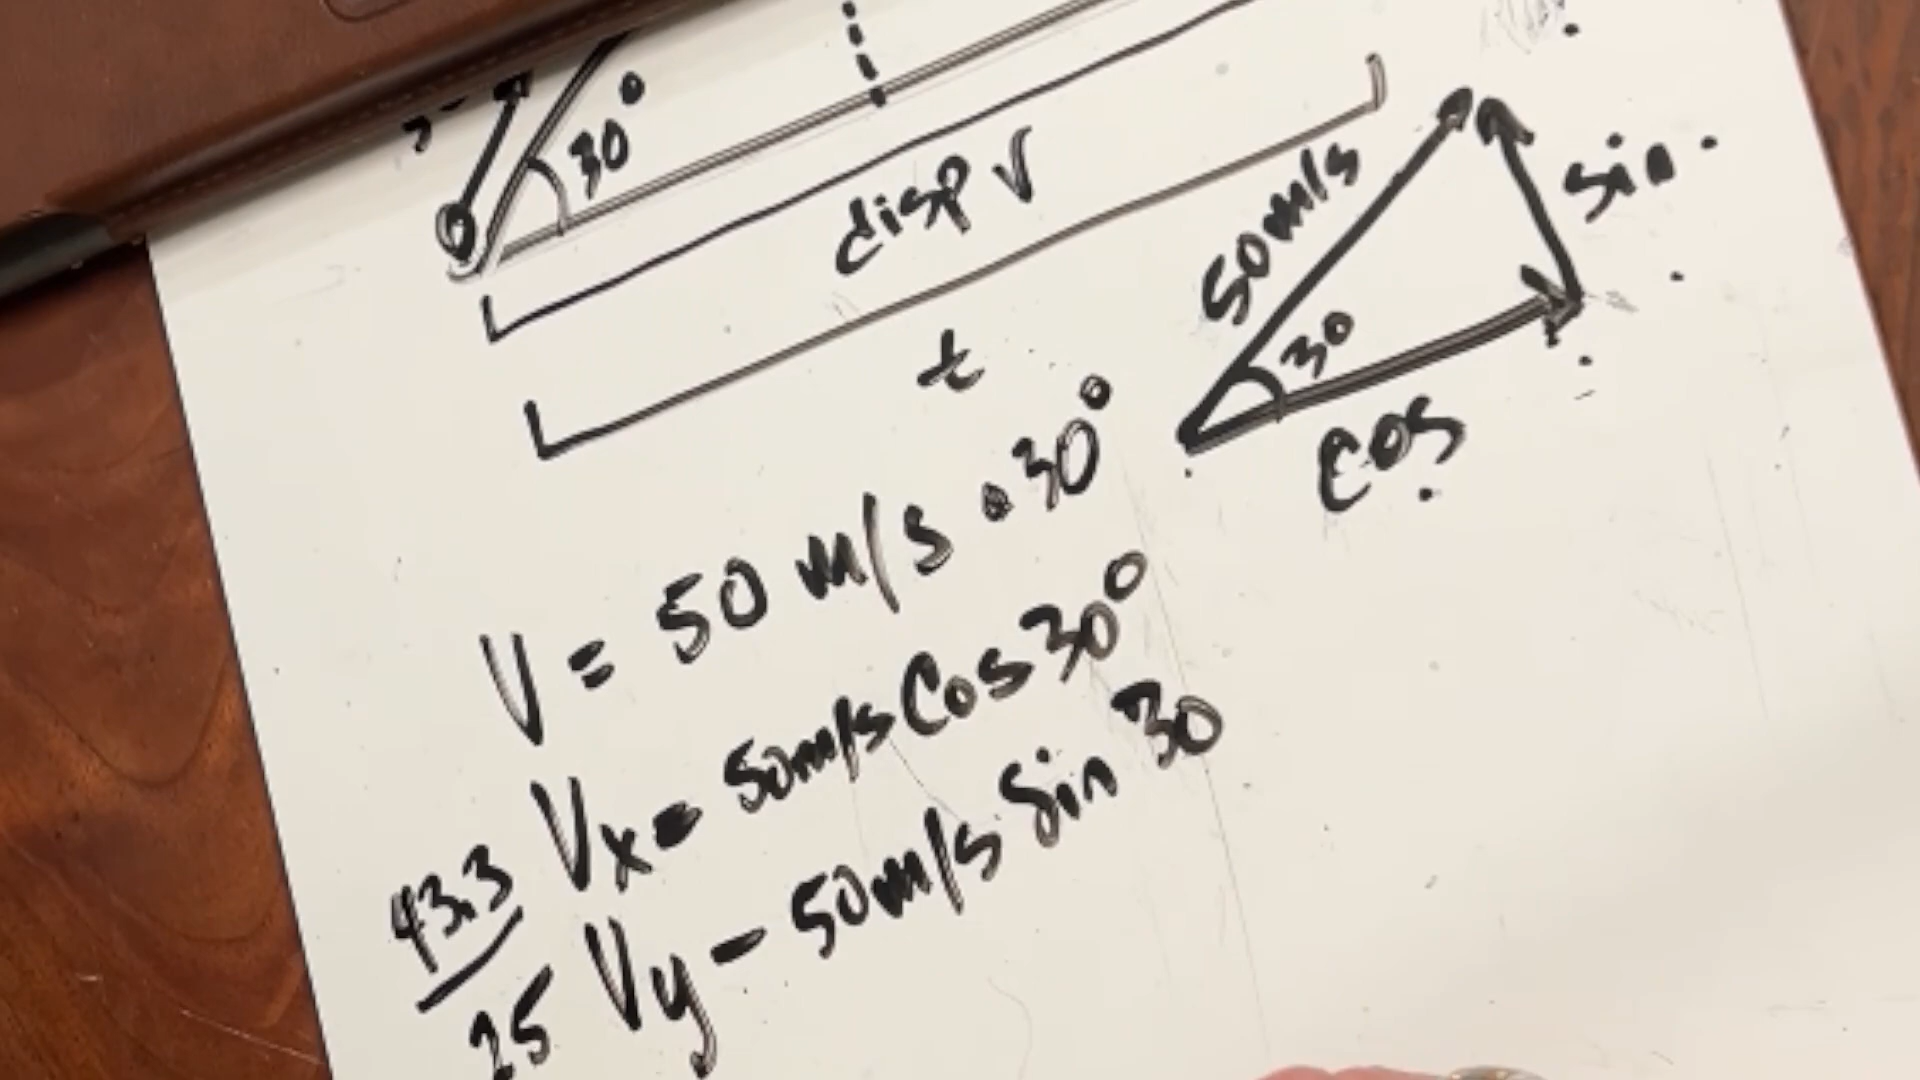 30°
disp V
t
50m/s
30
sin
cos
V = 50 m/s • 30°
43.3 Vx = 50m/s Cos 30°
25 Vy = 50m/s Sin 30